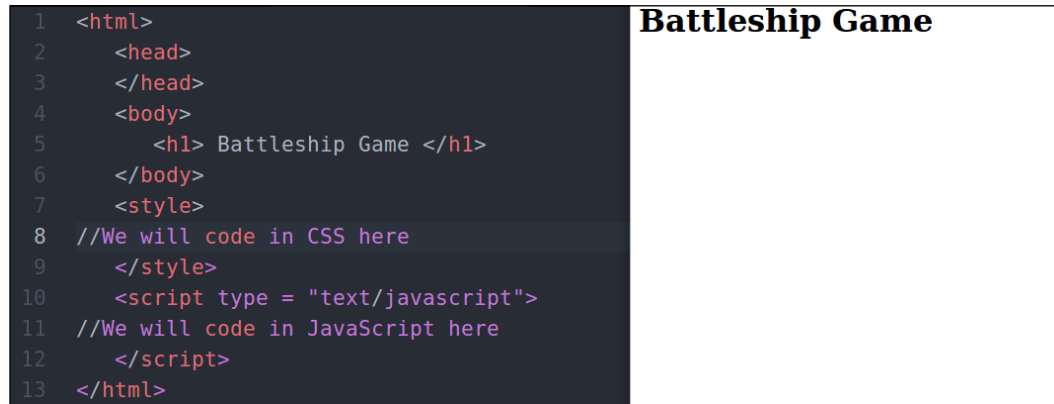 1 <html>
2 <head>
3 </head>
4 <body>
5 <h1> Battleship Game </h1>
6 </body>
7 <style>
8 //We will code in CSS here
9 </style>
10 <script type = "text/javascript">
11 //We will code in JavaScript here
12 </script>
13 </html>
Battleship Game